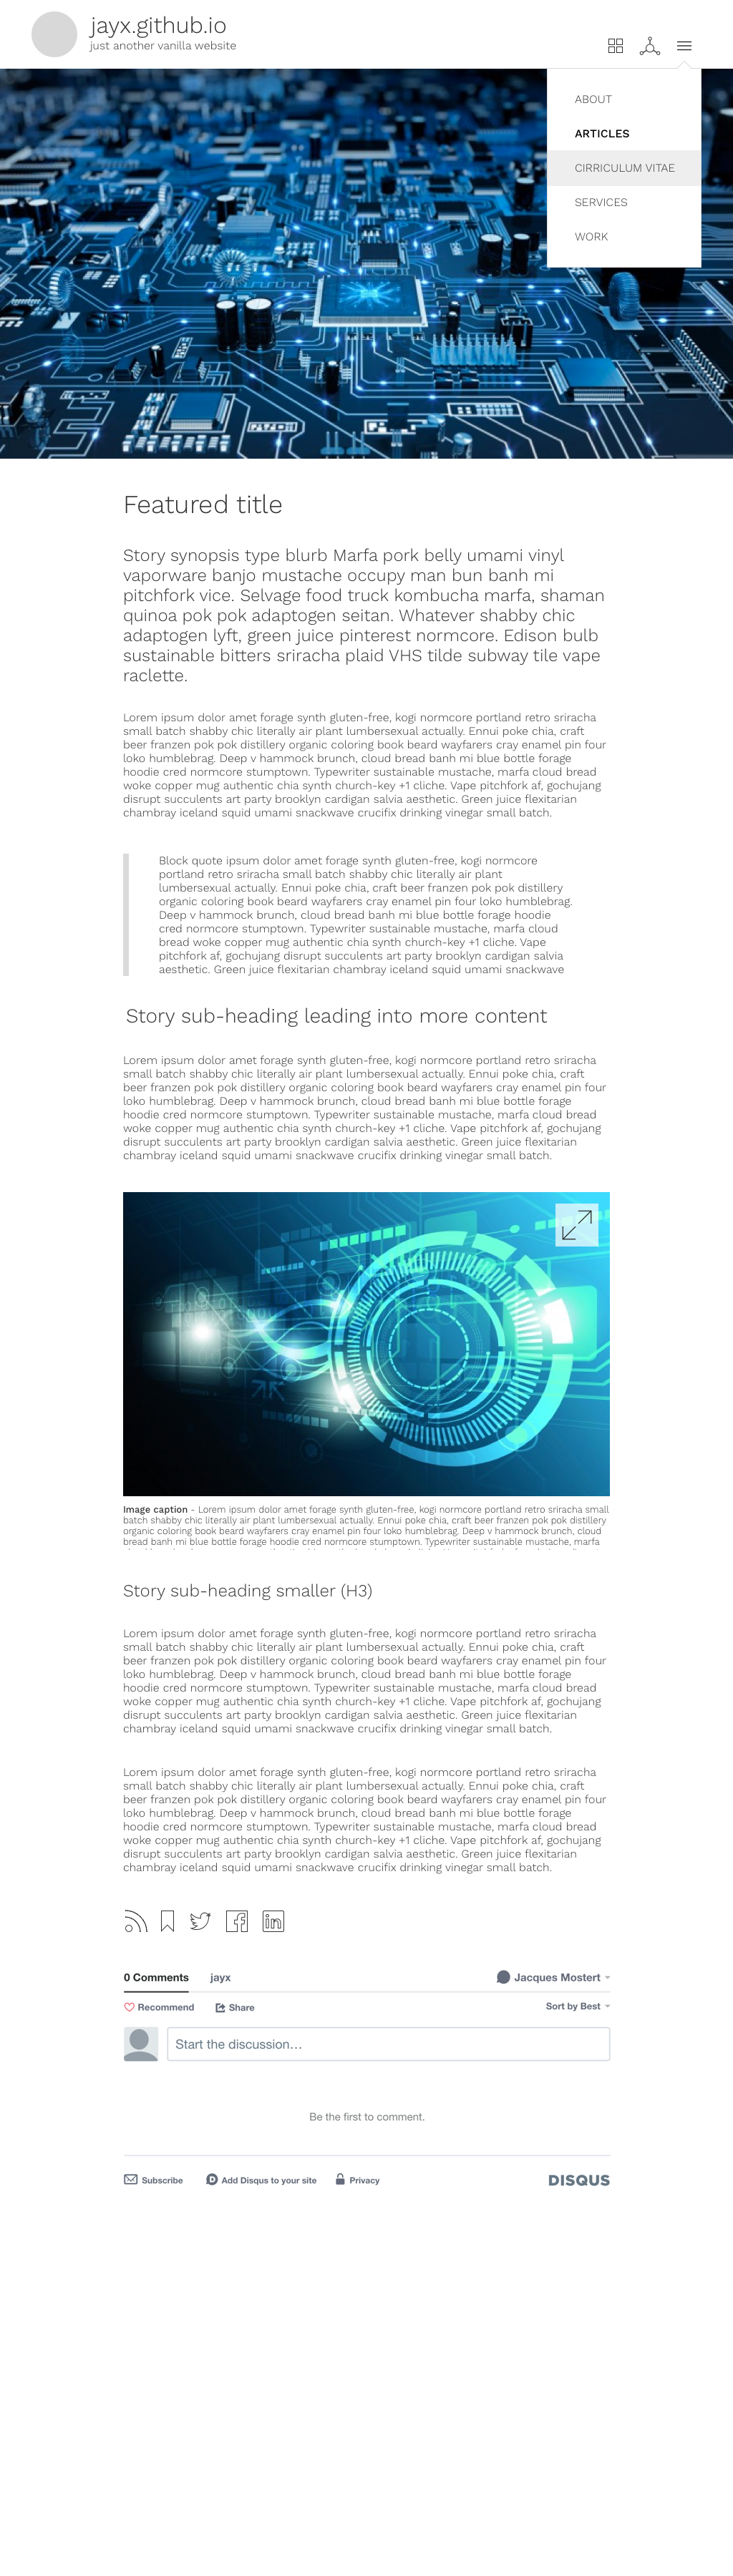 jayx.github.io
just another vanilla website
ABOUT
ARTICLES
CIRRICULUM VITAE
SERVICES
WORK
Featured title
Story synopsis type blurb Marfa pork belly umami vinyl
vaporware banjo mustache occupy man bun banh mi
pitchfork vice. Selvage food truck kombucha marfa, shaman
quinoa pok pok adaptogen seitan. Whatever shabby chic
adaptogen lyft, green juice pinterest normcore. Edison bulb
sustainable bitters sriracha plaid VHS tilde subway tile vape
raclette.
Lorem ipsum dolor amet forage synth gluten-free, kogi normcore portland retro sriracha
small batch shabby chic literally air plant lumbersexual actually. Ennui poke chia, craft
beer franzen pok pok distillery organic coloring book beard wayfarers cray enamel pin four
loko humblebrag. Deep v hammock brunch, cloud bread banh mi blue bottle forage
hoodie cred normcore stumptown. Typewriter sustainable mustache, marfa cloud bread
woke copper mug authentic chia synth church-key +1 cliche. Vape pitchfork af, gochujang
disrupt succulents art party brooklyn cardigan salvia aesthetic. Green juice flexitarian
chambray iceland squid umami snackwave crucifix drinking vinegar small batch.
Block quote ipsum dolor amet forage synth gluten-free, kogi normcore
portland retro sriracha small batch shabby chic literally air plant
lumbersexual actually. Ennui poke chia, craft beer franzen pok pok distillery
organic coloring book beard wayfarers cray enamel pin four loko humblebrag.
Deep v hammock brunch, cloud bread banh mi blue bottle forage hoodie
cred normcore stumptown. Typewriter sustainable mustache, marfa cloud
bread woke copper mug authentic chia synth church-key +1 cliche. Vape
pitchfork af, gochujang disrupt succulents art party brooklyn cardigan salvia
aesthetic. Green juice flexitarian chambray iceland squid umami snackwave
Story sub-heading leading into more content
Lorem ipsum dolor amet forage synth gluten-free, kogi normcore portland retro sriracha
small batch shabby chic literally air plant lumbersexual actually. Ennui poke chia, craft
beer franzen pok pok distillery organic coloring book beard wayfarers cray enamel pin four
loko humblebrag. Deep v hammock brunch, cloud bread banh mi blue bottle forage
hoodie cred normcore stumptown. Typewriter sustainable mustache, marfa cloud bread
woke copper mug authentic chia synth church-key +1 cliche. Vape pitchfork af, gochujang
disrupt succulents art party brooklyn cardigan salvia aesthetic. Green juice flexitarian
chambray iceland squid umami snackwave crucifix drinking vinegar small batch.
Image caption - Lorem ipsum dolor amet forage synth gluten-free, kogi normcore portland retro sriracha small
batch shabby chic literally air plant lumbersexual actually. Ennui poke chia, craft beer franzen pok pok distillery
organic coloring book beard wayfarers cray enamel pin four loko humblebrag. Deep v hammock brunch, cloud
bread banh mi blue bottle forage hoodie cred normcore stumptown. Typewriter sustainable mustache, marfa
Story sub-heading smaller (H3)
Lorem ipsum dolor amet forage synth gluten-free, kogi normcore portland retro sriracha
small batch shabby chic literally air plant lumbersexual actually. Ennui poke chia, craft
beer franzen pok pok distillery organic coloring book beard wayfarers cray enamel pin four
loko humblebrag. Deep v hammock brunch, cloud bread banh mi blue bottle forage
hoodie cred normcore stumptown. Typewriter sustainable mustache, marfa cloud bread
woke copper mug authentic chia synth church-key +1 cliche. Vape pitchfork af, gochujang
disrupt succulents art party brooklyn cardigan salvia aesthetic. Green juice flexitarian
chambray iceland squid umami snackwave crucifix drinking vinegar small batch.
Lorem ipsum dolor amet forage synth gluten-free, kogi normcore portland retro sriracha
small batch shabby chic literally air plant lumbersexual actually. Ennui poke chia, craft
beer franzen pok pok distillery organic coloring book beard wayfarers cray enamel pin four
loko humblebrag. Deep v hammock brunch, cloud bread banh mi blue bottle forage
hoodie cred normcore stumptown. Typewriter sustainable mustache, marfa cloud bread
woke copper mug authentic chia synth church-key +1 cliche. Vape pitchfork af, gochujang
disrupt succulents art party brooklyn cardigan salvia aesthetic. Green juice flexitarian
chambray iceland squid umami snackwave crucifix drinking vinegar small batch.
0 Comments jayx Jacques Mostert
Recommend Share Sort by Best
Start the discussion…
Be the first to comment.
Subscribe Add Disqus to your site Privacy DISQUS